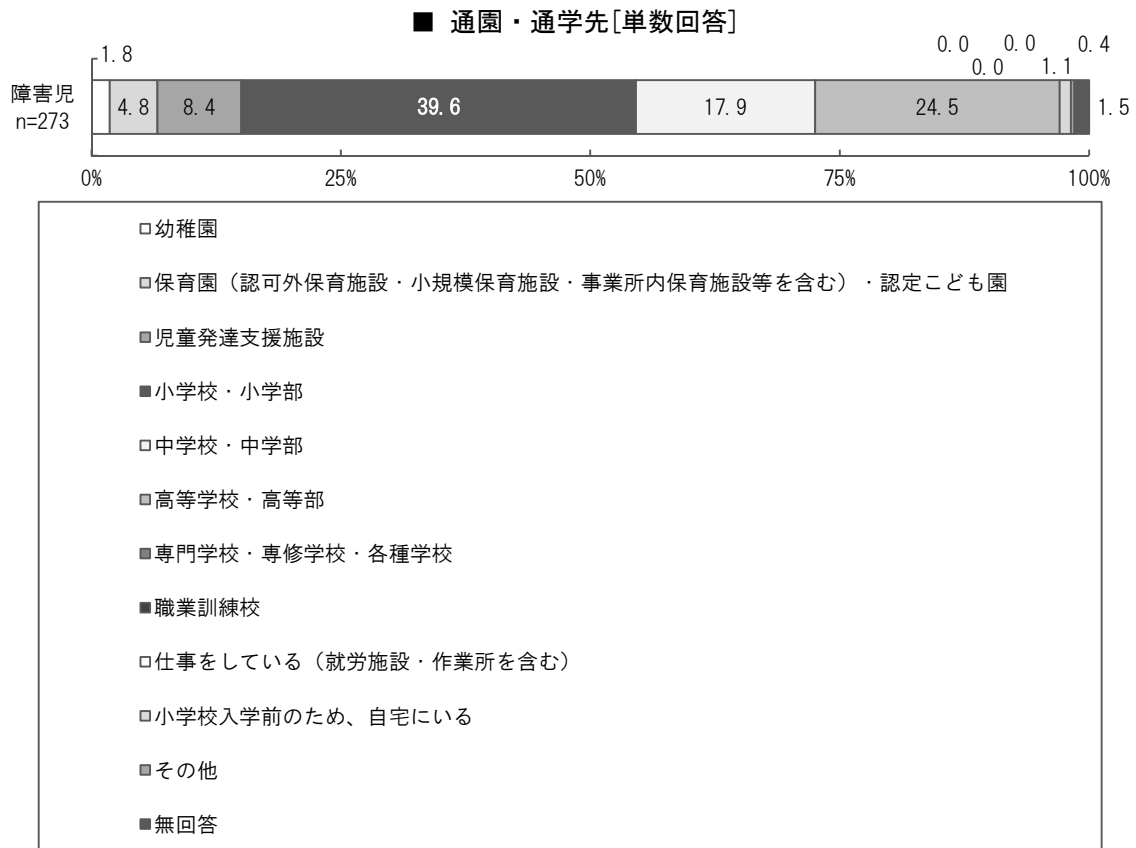 ■ 通園・通学先[単数回答]
0.0 0.0 0.4
1.8 0.0 1.1
障害児
n=273
4.8 8.4 39.6 17.9 24.5 1.5
0% 25% 50% 75% 100%
幼稚園
保育園（認可外保育施設・小規模保育施設・事業所内保育施設等を含む）・認定こども園
児童発達支援施設
小学校・小学部
中学校・中学部
高等学校・高等部
専門学校・専修学校・各種学校
職業訓練校
仕事をしている（就労施設・作業所を含む）
小学校入学前のため、自宅にいる
その他
無回答